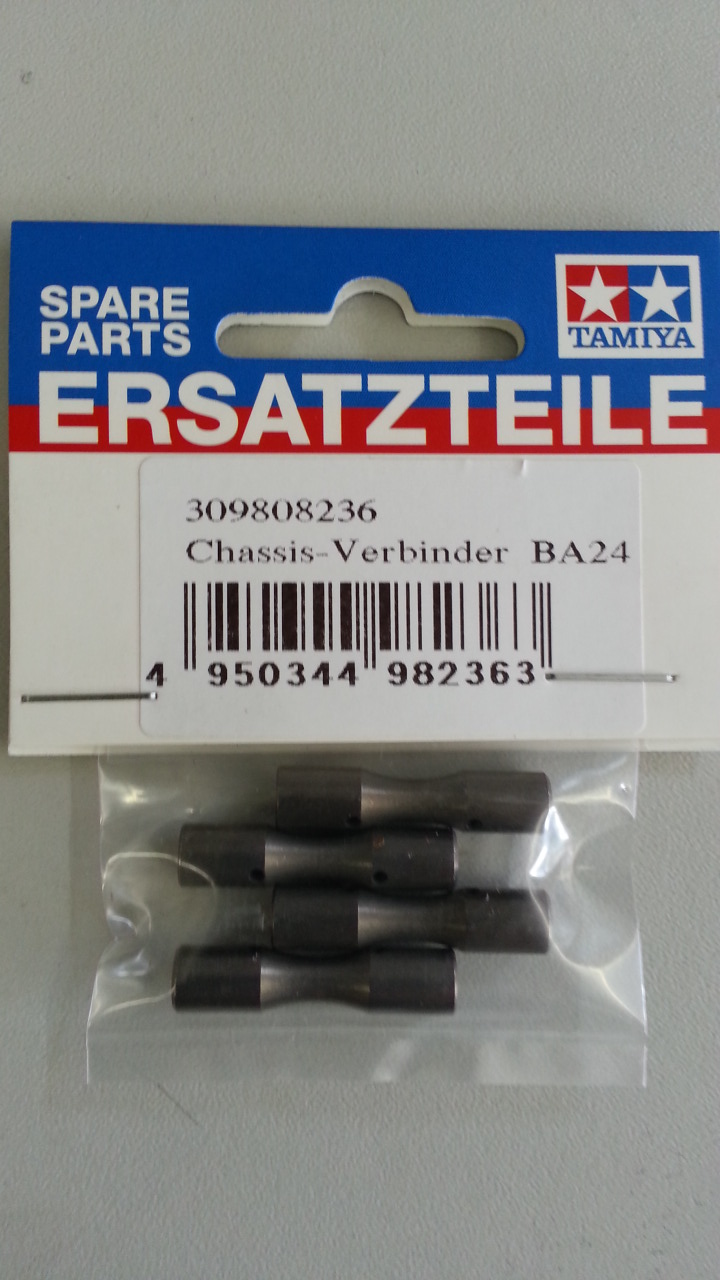 SPARE
PARTS
TAMIYA
ERSATZTEILE
309808236
Chassis-Verbinder BA24
4 950344 982363